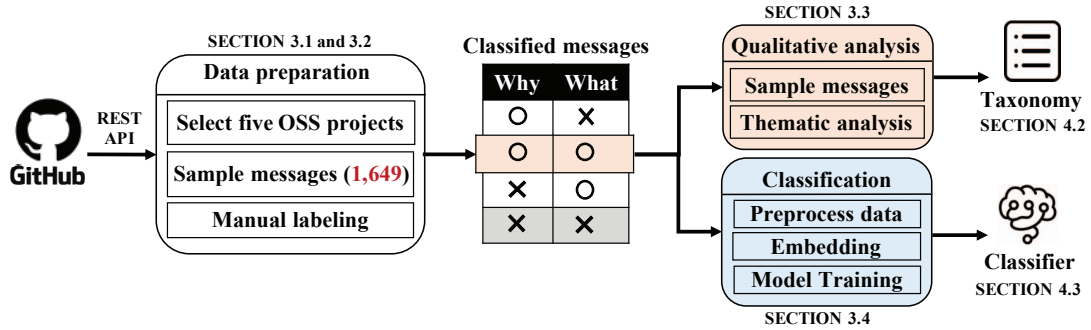 GitHub
REST
API
SECTION 3.1 and 3.2
Data preparation
Select five OSS projects
Sample messages (1,649)
Manual labeling
Classified messages
Why What
O X
O O
X O
X X
SECTION 3.3
Qualitative analysis
Sample messages
Thematic analysis
Taxonomy
SECTION 4.2
Classification
Preprocess data
Embedding
Model Training
SECTION 3.4
Classifier
SECTION 4.3